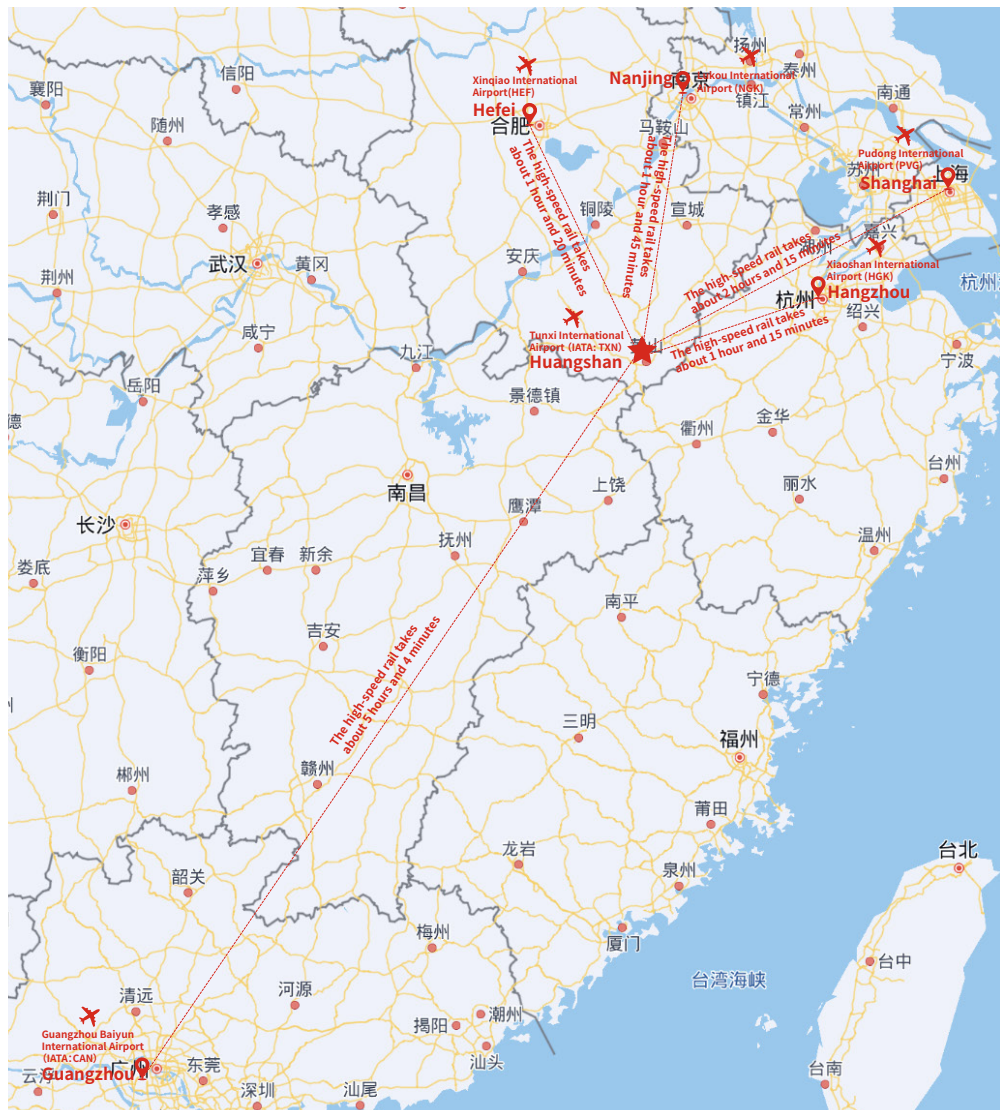 扬州
泰州
信阳
襄阳
Xinqiao International
Airport(HEF)
Hefei
合肥
Nanjing
南京
International
Airport (NGK)
镇江
常州
南通
随州
马鞍山
Pudong International
Airport (PVG)
Shanghai
上海
荆门
孝感
The high-speed rail takes
about 1 hour and 20 minutes
The high-speed rail takes
about 1 hour and 45 minutes
铜陵
宣城
嘉兴
武汉
黄冈
安庆
荆州
The high-speed rail takes
about 2 hours and 15 minutes
Xiaoshan International
Airport (HGK)
杭州
Hangzhou
绍兴
咸宁
九江
Tunxi International
Airport (IATA: TXN)
Huangshan
The high-speed rail takes
about 1 hour and 15 minutes
宁波
岳阳
景德镇
金华
衢州
台州
南昌
上饶
丽水
长沙
鹰潭
温州
抚州
宜春
新余
娄底
萍乡
南平
吉安
衡阳
The high-speed rail takes
about 5 hours and 4 minutes
宁德
三明
福州
赣州
郴州
莆田
龙岩
台北
泉州
韶关
梅州
厦门
台中
台湾海峡
清远
河源
潮州
揭阳
Guangzhou Baiyun
International Airport
(IATA:CAN)
Guangzhou
东莞
汕头
深圳
汕尾
台南